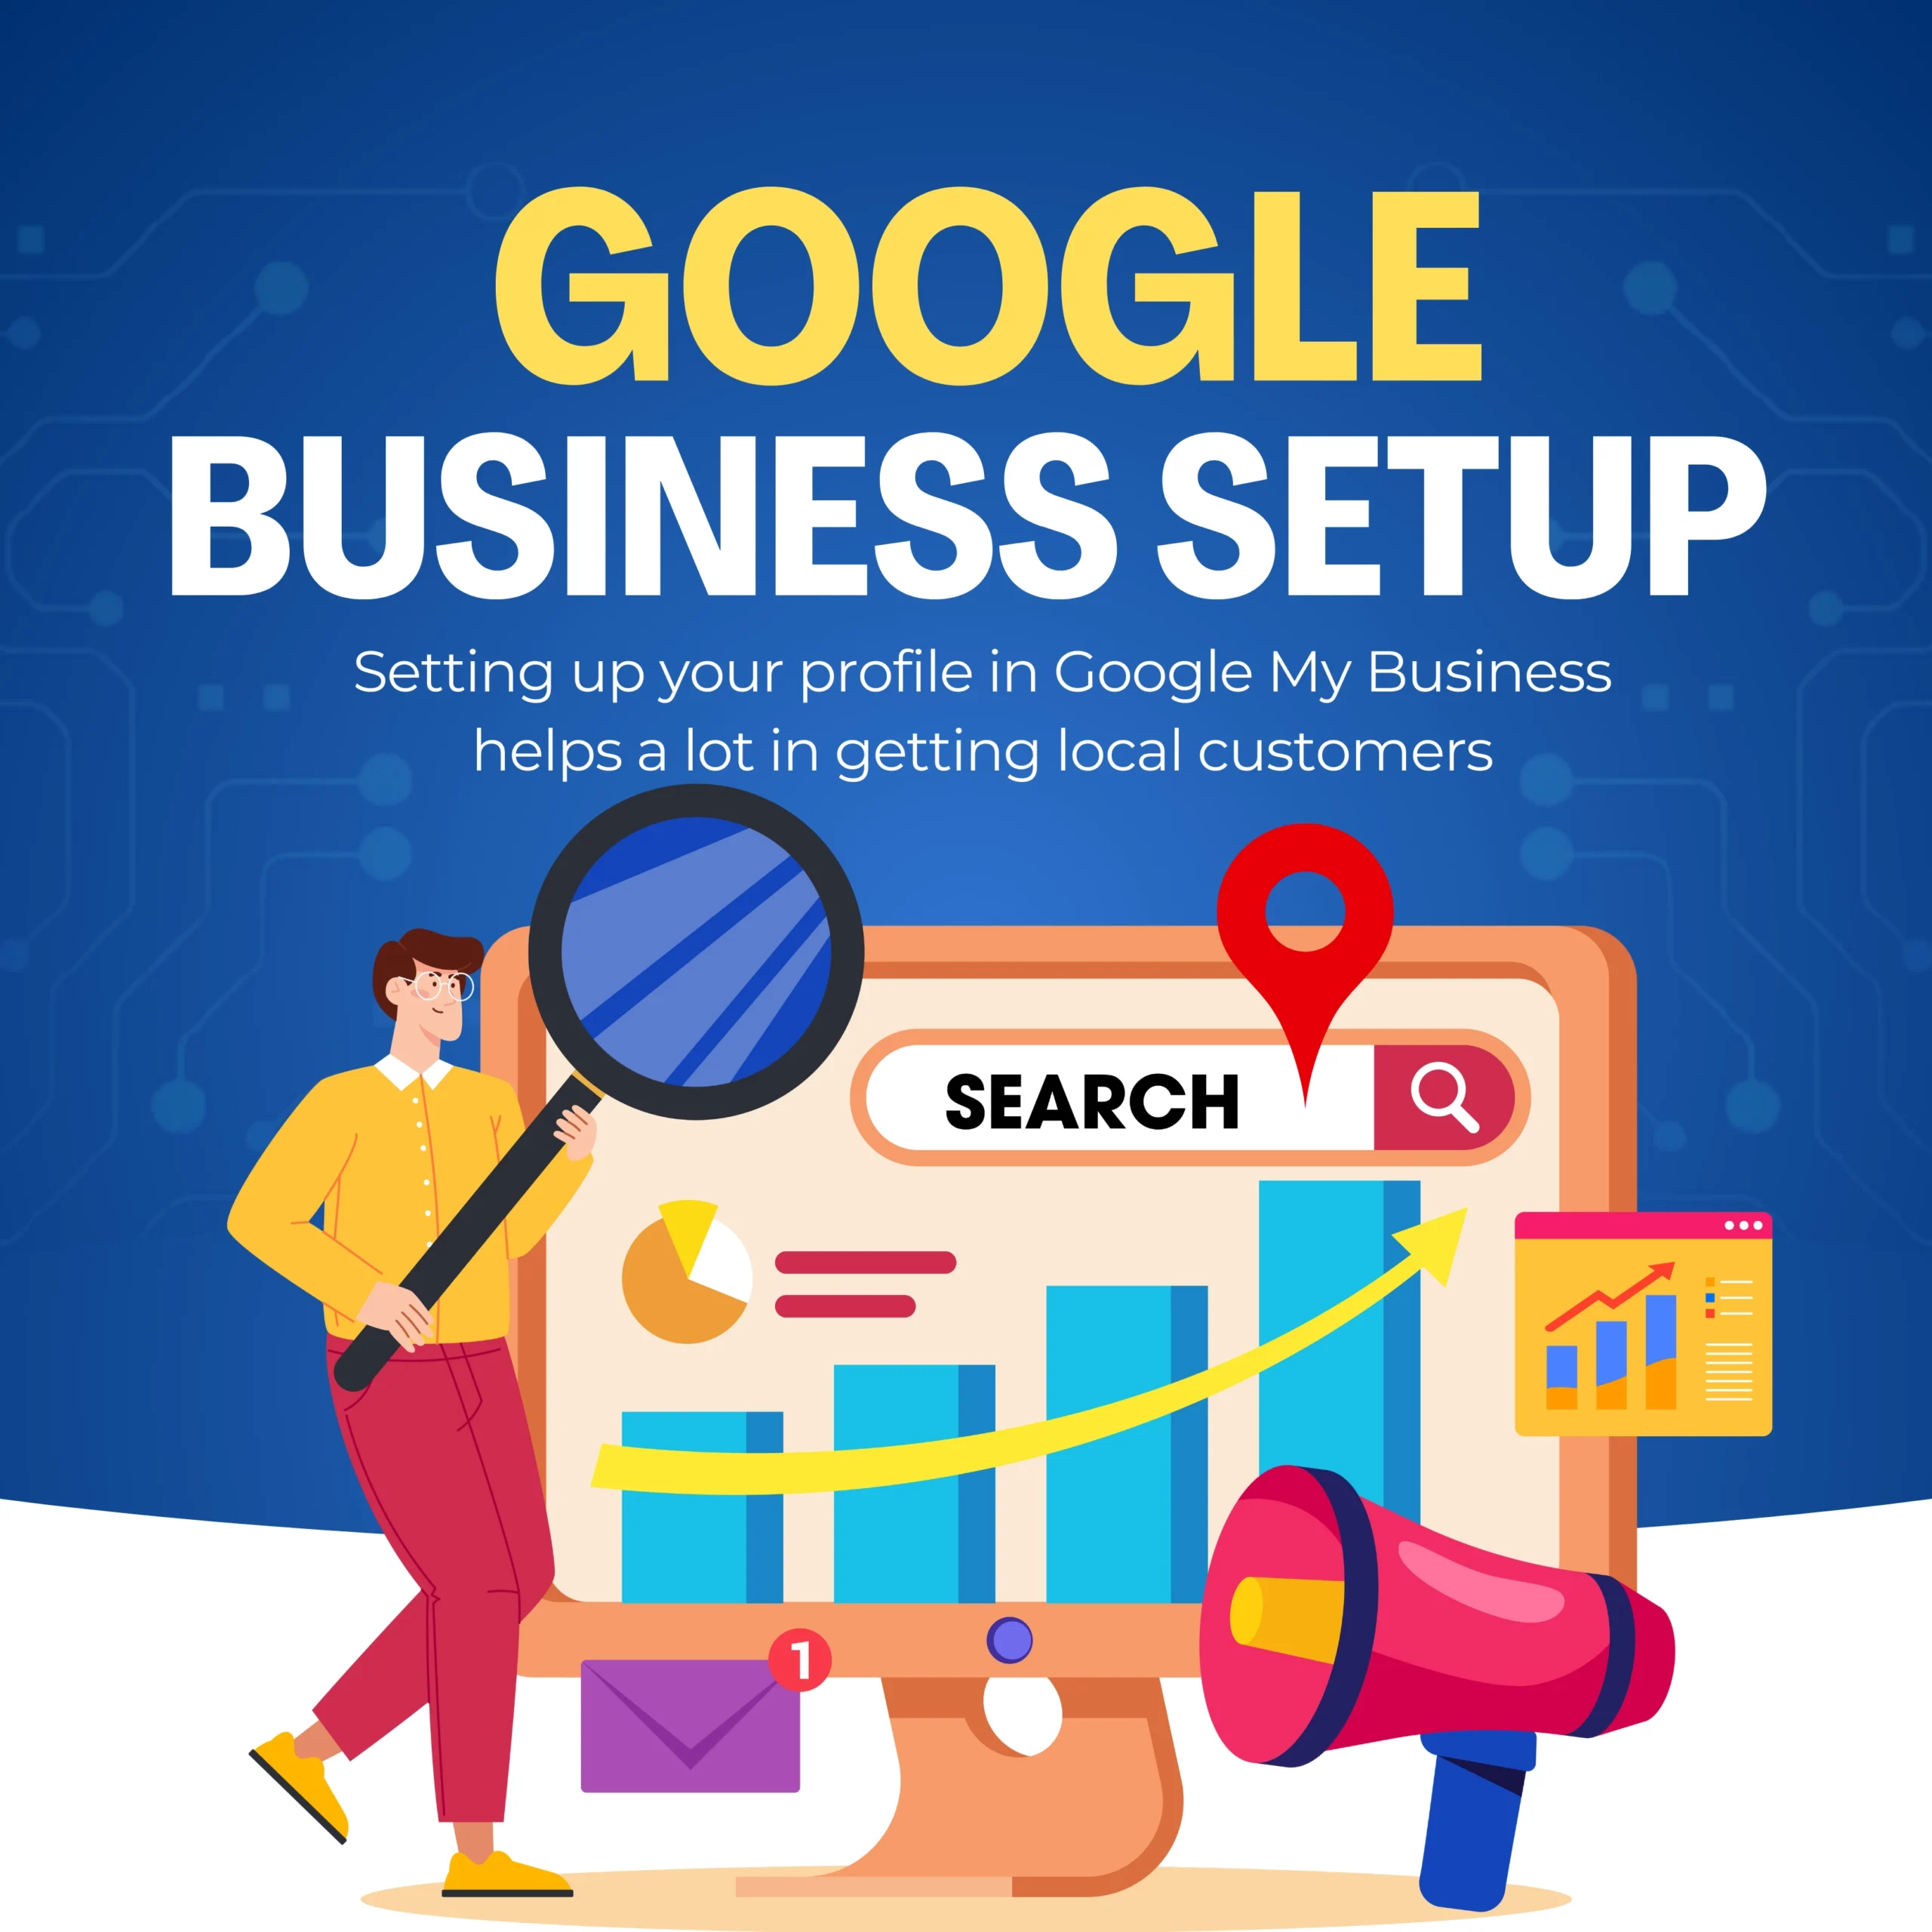 GOOGLE
BUSINESS SETUP
Setting up your profile in Google My Business
helps a lot in getting local customers
SEARCH
1